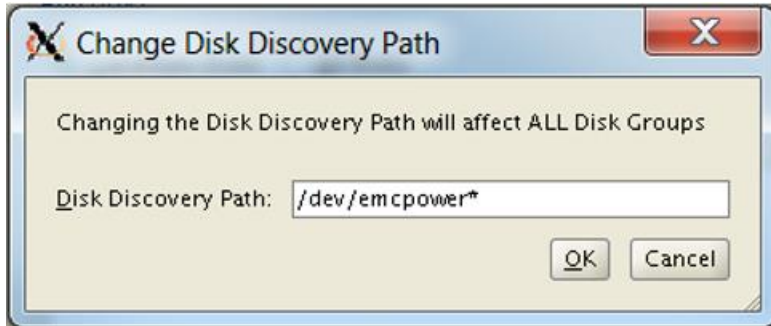 Change Disk Discovery Path
Changing the Disk Discovery Path will affect ALL Disk Groups
Disk Discovery Path: /dev/emcpower*
OK Cancel